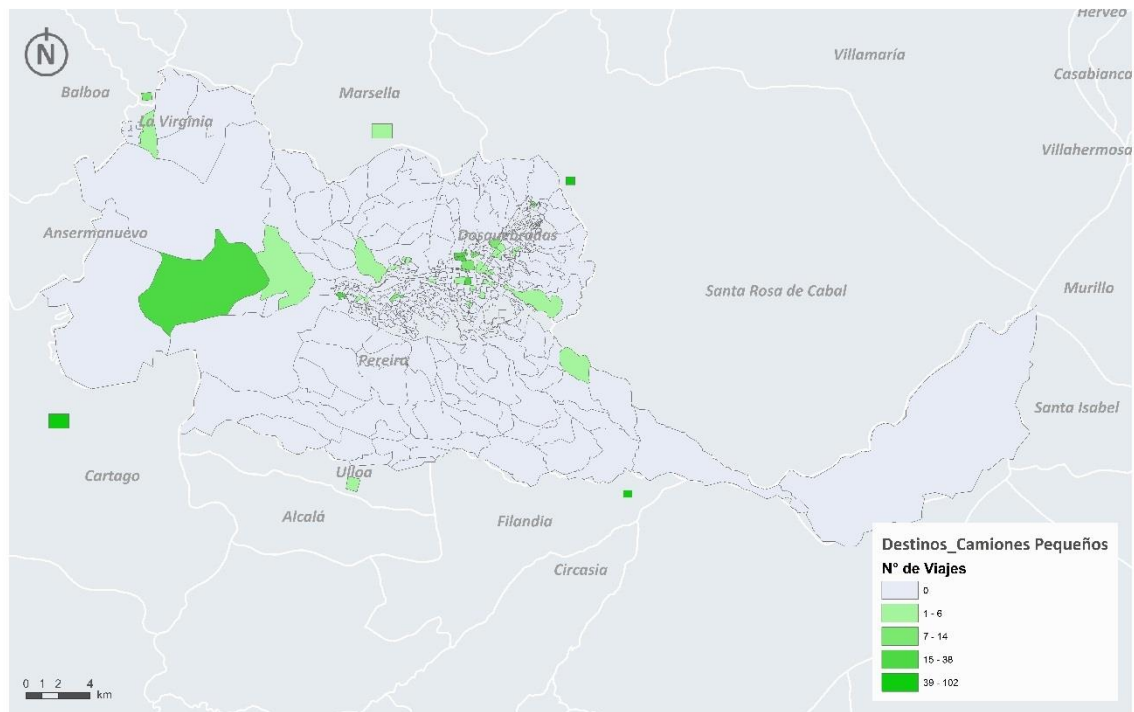 Herveo
N
Villamaría
Casabianca
Balboa
Marsella
La Virginia
Villahermosa
Ansermanuevo
Dosquebradas
Santa Rosa de Cabal
Murillo
Pereira
Santa Isabel
Cartago
Ulloa
Alcalá
Filandia
Circasia
Destinos_Camiones Pequeños
N° de Viajes
0
1 - 6
7 - 14
15 - 38
39 - 102
0 1 2 4
km